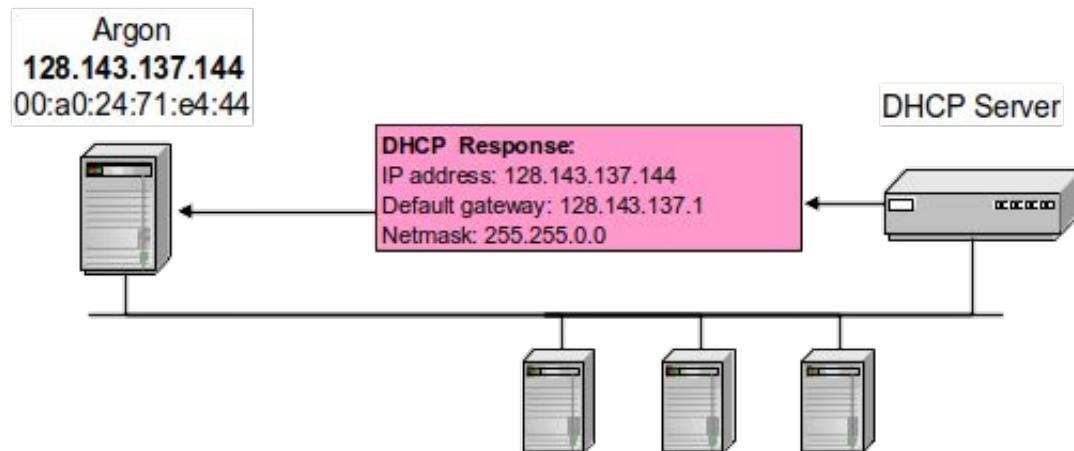 Argon
128.143.137.144
00:a0:24:71:e4:44
DHCP Server
DHCP Response:
IP address: 128.143.137.144
Default gateway: 128.143.137.1
Netmask: 255.255.0.0